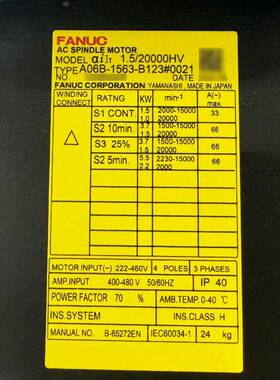 FANUC
AC SPINDLE MOTOR
MODEL αiIT 1.5/20000HV
TYPE A06B-1563-B123#0021
NO. DATE
FANUC CORPORATION YAMANASHI, MADE IN JAPAN
WINDING CONNECT RATNG KW min-1 A(~) max.
S1 CONT. 1.5 2000-15000 33
1.0 20000
S2 10min. 3.7 1500-15000 66
1.5 20000
S3 25% 3.7 1500-15000 66
1.5 20000
S2 5min. 5.5 2230-15000 66
2.2 20000
△
MOTOR INPUT(~) 222-460V 4 POLES 3 PHASES
AMP.INPUT 400-480 V 50/60HZ IP 40
POWER FACTOR 70 % AMB.TEMP. 0-40 ℃
INS.SYSTEM INS.CLASS H
MANUAL NO. B-65272EN IEC60034-1 24 kg